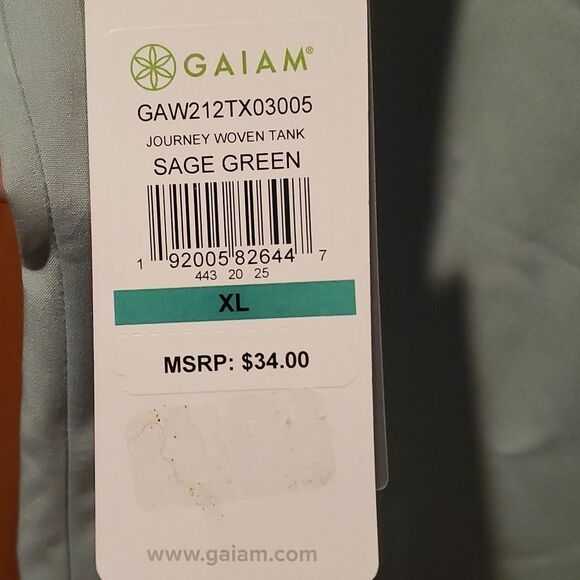 GAIAM®
GAW212TX03005
JOURNEY WOVEN TANK
SAGE GREEN
1 92005 82644 7
443 20 25
XL
MSRP: $34.00
www.gaiam.com